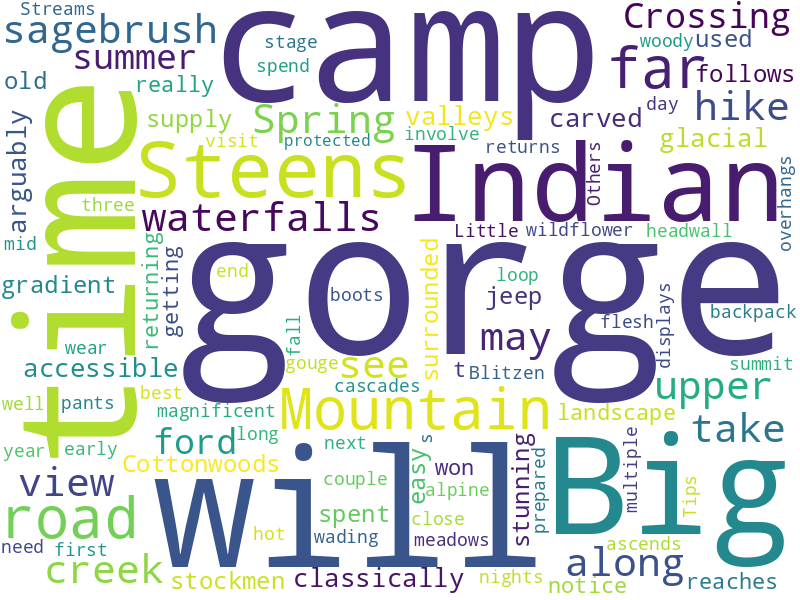 Streams
sagebrush
stage
camp
Crossing
summer
spend
woody
used
old
really
far
follows
time
arguably
supply
Spring
valleys
carved
day
hike
visit
protected
involve
glacial
Steens
returns
Others
Indian
overhangs
three
waterfalls
Little
wildflower
headwall
mid
returning
getting
gorge
surrounded
loop
gradient
end
boots
jeep
backpack
wear
fall
may
flesh
displays
accessible
gouge
see
t
Blitzen
summit
well
pants
best
cascades
upper
magnificent
Mountain
landscape
year
early
ford
long
next
s
easy
won
stunning
take
view
Cottonwoods
will
couple
alpine
prepared
Big
multiple
Tips
road
spent
close
need
first
hot
wading
meadows
ascends
creek
stockmen
classically
nights
along
notice
reaches